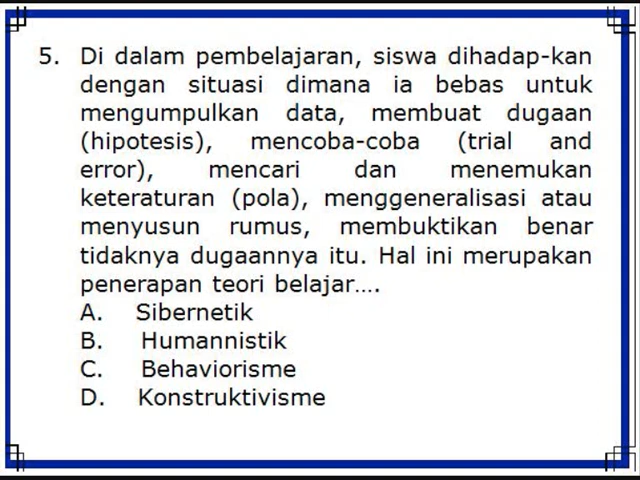 5. Di dalam pembelajaran, siswa dihadap-kan
dengan situasi dimana ia bebas untuk
mengumpulkan data, membuat dugaan
(hipotesis), mencoba-coba (trial and
error), mencari dan menemukan
keteraturan (pola), menggeneralisasi atau
menyusun rumus, membuktikan benar
tidaknya dugaannya itu. Hal ini merupakan
penerapan teori belajar....
A. Sibernetik
B. Humannistik
C. Behaviorisme
D. Konstruktivisme